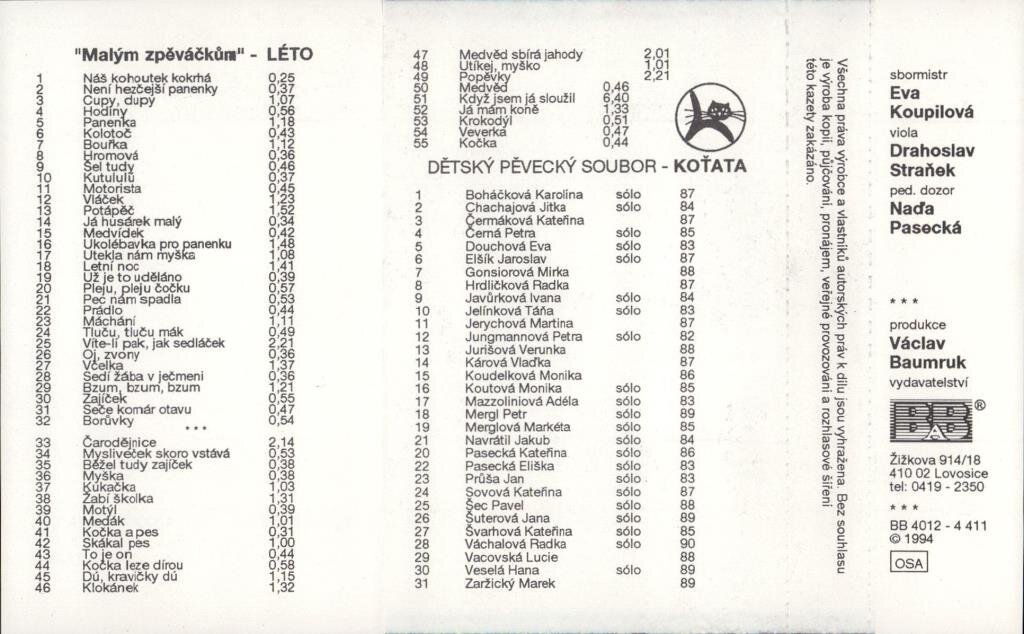 "Malým zpěváčkům" - LÉTO
1 Náš kohoutek kokrhá 0,25
2 Není hezčejší panenky 0,37
3 Cupy, dupy 1,07
4 Hodiny 0,56
5 Panenka 1,18
6 Kolotoč 0,43
7 Bouřka 1,12
8 Hromová 0,36
9 Šel tudy 0,46
10 Kutululů 0,37
11 Motorista 0,45
12 Vláček 1,23
13 Potápěč 1,52
14 Já húsárek malý 0,34
15 Medvídek 0,42
16 Ukolébavka pro panenku 1,48
17 Utekla nám myška 1,08
18 Letní noc 1,41
19 Už je to uděláno 0,39
20 Pleju, pleju čočku 0,57
21 Pec nám spadla 0,53
22 Prádlo 0,44
23 Máchání 1,11
24 Tluču, tluču mák 0,49
25 Víte-li pak, jak sedláček 2,21
26 Oj, zvony 0,36
27 Včelka 1,37
28 Sedí žába v ječmeni 0,36
29 Bzum, bzum, bzum 1,21
30 Zajíček 0,55
31 Seče komár otavu 0,47
32 Borůvky 0,54
* * *
33 Čarodějnice 2,14
34 Mysliveček skoro vstává 0,53
35 Běžel tudy zajíček 0,38
36 Myška 0,38
37 Kukačka 1,03
38 Žabí školka 1,31
39 Motýl 0,39
40 Medák 1,01
41 Kočka a pes 0,31
42 Skákal pes 1,00
43 To je on 0,44
44 Kočka leze dírou 0,58
45 Dú, kravičky dú 1,15
46 Klokánek 1,32
47 Medvěd sbírá jahody 2,01
48 Utíkej, myško 1,01
49 Popěvky 2,21
50 Medvěd 0,46
51 Když jsem já sloužil 6,40
52 Já mám koně 1,33
53 Krokodýl 0,51
54 Veverka 0,47
55 Kočka 0,44
DĚTSKÝ PĚVECKÝ SOUBOR - KOŤATA
1 Boháčková Karolína sólo 87
2 Chachajová Jitka sólo 84
3 Čermáková Kateřina 87
4 Černá Petra sólo 85
5 Douchová Eva sólo 83
6 Elšík Jaroslav sólo 87
7 Gonsiorová Mirka 88
8 Hrdličková Radka 87
9 Javůrková Ivana sólo 84
10 Jelínková Táňa sólo 83
11 Jerychová Martina 87
12 Jungmannová Petra sólo 82
13 Jurišová Verunka 88
14 Kárová Vlaďka 87
15 Koudelková Monika 86
16 Koutová Monika sólo 85
17 Mazzoliniová Adéla sólo 83
18 Mergl Petr sólo 89
19 Merglová Markéta sólo 85
21 Navrátil Jakub sólo 84
20 Pasecká Kateřina sólo 86
22 Pasecká Eliška sólo 83
23 Průša Jan sólo 83
24 Sovová Kateřina sólo 87
25 Šec Pavel sólo 88
26 Šuterová Jana sólo 89
27 Švarhová Kateřina sólo 85
28 Váchalová Radka sólo 90
29 Vacovská Lucie 88
30 Veselá Hana sólo 89
31 Zaržický Marek 89
Všechna práva výrobce a vlastníků autorských práv k dílu jsou vyhražena. Bez souhlasu
je výroba kopií, půjčování, pronájem, veřejné provozování a rozhlasové šíření
této kazety zakázáno.
sbormistr
Eva
Koupilová
viola
Drahoslav
Straněk
ped. dozor
Naďa
Pasecká
* * *
produkce
Václav
Baumruk
vydavatelství
BaB ®
Žižkova 914/18
410 02 Lovosice
tel: 0419 - 2350
* * *
BB 4012 - 4 411
© 1994
OSA